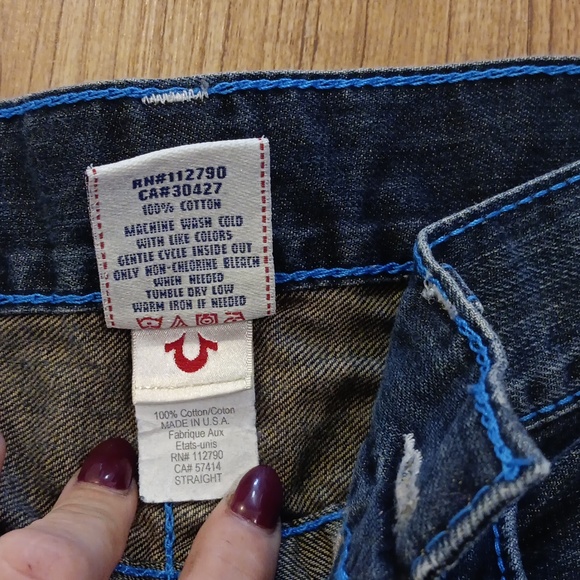 RN#112790
CA#30427
100% COTTON
MACHINE WASH COLD
WITH LIKE COLORS
GENTLE CYCLE INSIDE OUT
ONLY NON-CHLORINE BLEACH
WHEN NEEDED
TUMBLE DRY LOW
WARM IRON IF NEEDED
100% Cotton/Coton
MADE IN U.S.A.
Fabrique Aux
Etats-unis
RN# 112790
CA# 57414
STRAIGHT